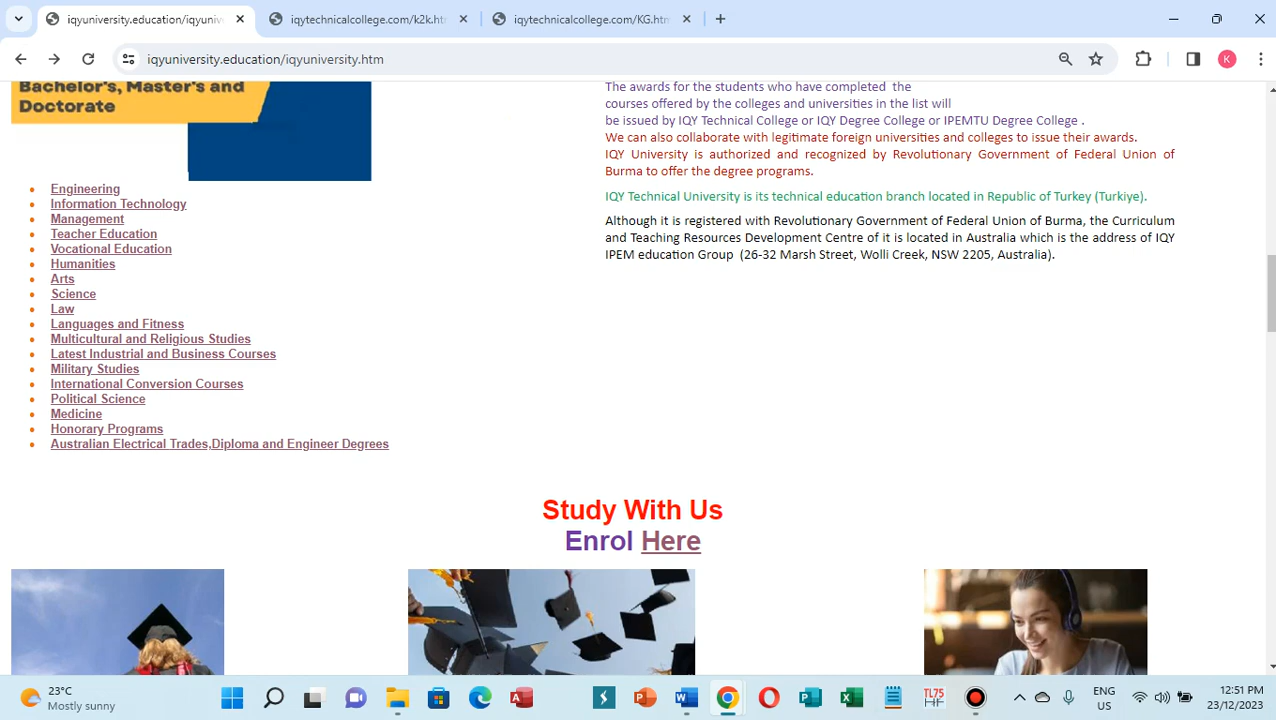 iqyuniversity.education/iqyunive
iqytechnicalcollege.com/k2k.htm
iqytechnicalcollege.com/KG.htm
iqyuniversity.education/iqyuniversity.htm
K
Bachelor's, Master's and
Doctorate
Engineering
Information Technology
Management
Teacher Education
Vocational Education
Humanities
Arts
Science
Law
Languages and Fitness
Multicultural and Religious Studies
Latest Industrial and Business Courses
Military Studies
International Conversion Courses
Political Science
Medicine
Honorary Programs
Australian Electrical Trades,Diploma and Engineer Degrees
The awards for the students who have completed the
courses offered by the colleges and universities in the list will
be issued by IQY Technical College or IQY Degree College or IPEMTU Degree College .
We can also collaborate with legitimate foreign universities and colleges to issue their awards.
IQY University is authorized and recognized by Revolutionary Government of Federal Union of
Burma to offer the degree programs.
IQY Technical University is its technical education branch located in Republic of Turkey (Turkiye).
Although it is registered with Revolutionary Government of Federal Union of Burma, the Curriculum
and Teaching Resources Development Centre of it is located in Australia which is the address of IQY
IPEM education Group (26-32 Marsh Street, Wolli Creek, NSW 2205, Australia).
Study With Us
Enrol Here
23°C
Mostly sunny
TL75
ENG
US
12:51 PM
23/12/2023